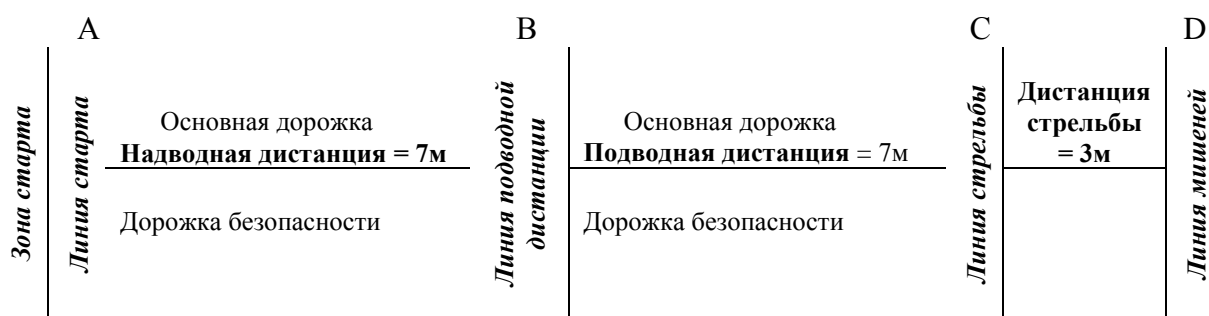 A
B
C
D
Зона старта
Линия старта
Основная дорожка
Надводная дистанция = 7м
Дорожка безопасности
Линия подводной
дистанции
Основная дорожка
Подводная дистанция = 7м
Дорожка безопасности
Линия стрельбы
Дистанция
стрельбы
= 3м
Линия мишеней